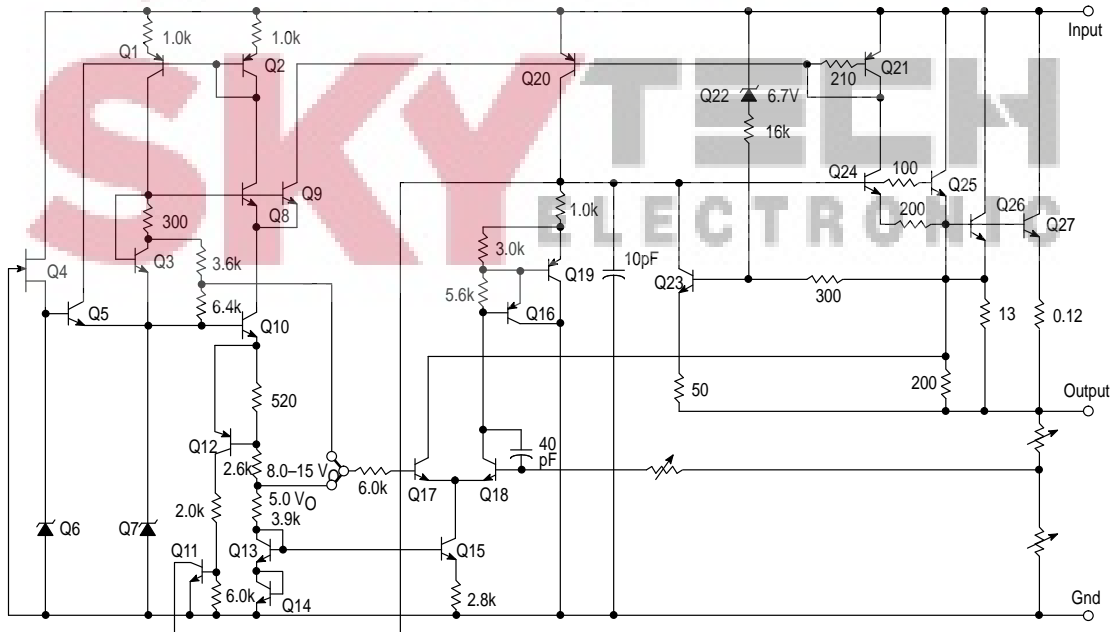 Input
1.0k
1.0k
Q1
Q2
Q20
Q21
210
Q22
6.7V
16k
SKYTECH
ELECTRONIC
Q24
100
Q25
Q9
Q8
200
Q26
Q27
300
1.0k
3.0k
Q3
3.6k
Q4
Q19
10pF
Q23
5.6k
300
6.4k
Q16
13
0.12
Q5
Q10
520
50
200
Output
Q12
2.6k
8.0–15 VO
40
pF
6.0k
Q17
Q18
5.0 VO
2.0k
3.9k
Q6
Q7
Q13
Q15
Q11
6.0k
Q14
2.8k
Gnd